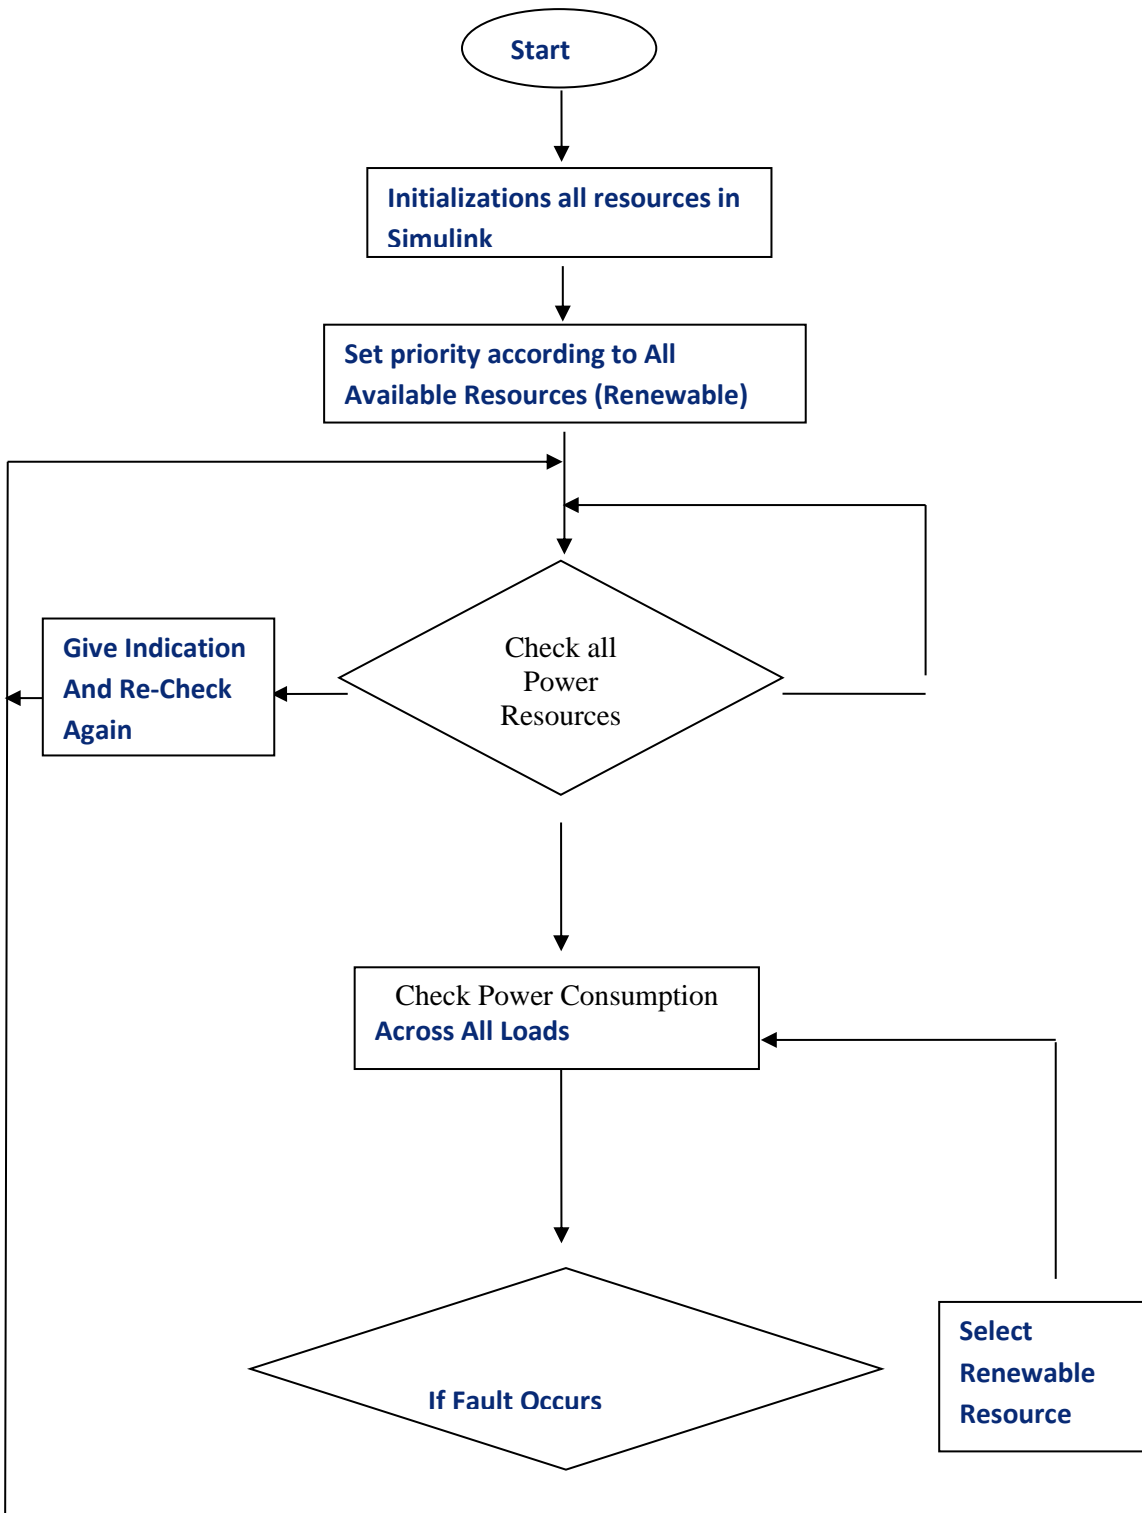 Start
Initializations all resources in
Simulink
Set priority according to All
Available Resources (Renewable)
Give Indication
And Re-Check
Again
Check all
Power
Resources
Check Power Consumption
Across All Loads
If Fault Occurs
Select
Renewable
Resource